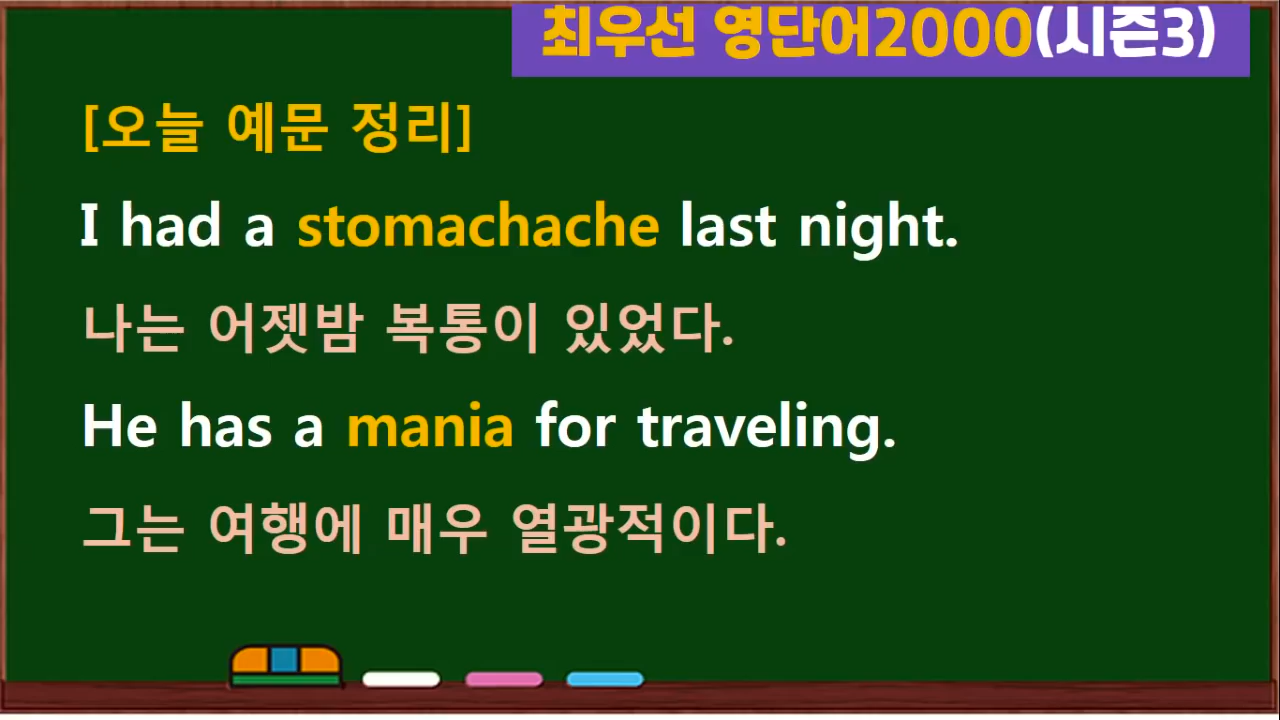 최우선 영단어2000(시즌3)
[오늘 예문 정리]
I had a stomachache last night.
나는 어젯밤 복통이 있었다.
He has a mania for traveling.
그는 여행에 매우 열광적이다.